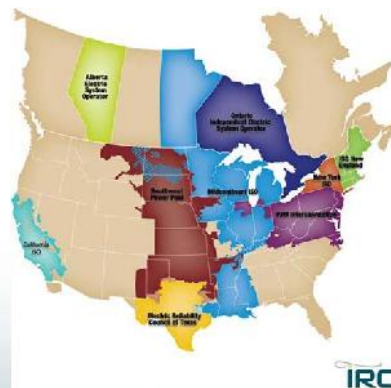 Alberta
Electric
System
Operator
Ontario
Independent Electric
System Operator
ISO New
England
New York
ISO
Midcontinent ISO
Southwest
Power Pool
PJM Interconnection
California
ISO
Electric Reliability
Council of Texas
IRC